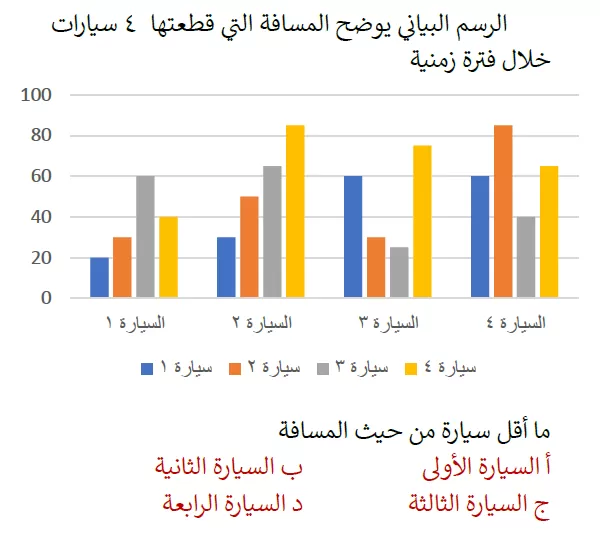 الرسم البياني يوضح المسافة التي قطعتها ٤ سيارات
خلال فترة زمنية
100
80
60
40
20
0
السيارة ١ السيارة ٢ السيارة ٣ السيارة ٤
سيارة ١ سيارة ٢ سيارة ٣ سيارة ٤
ما أقل سيارة من حيث المسافة
أ السيارة الأولى ب السيارة الثانية
ج السيارة الثالثة د السيارة الرابعة